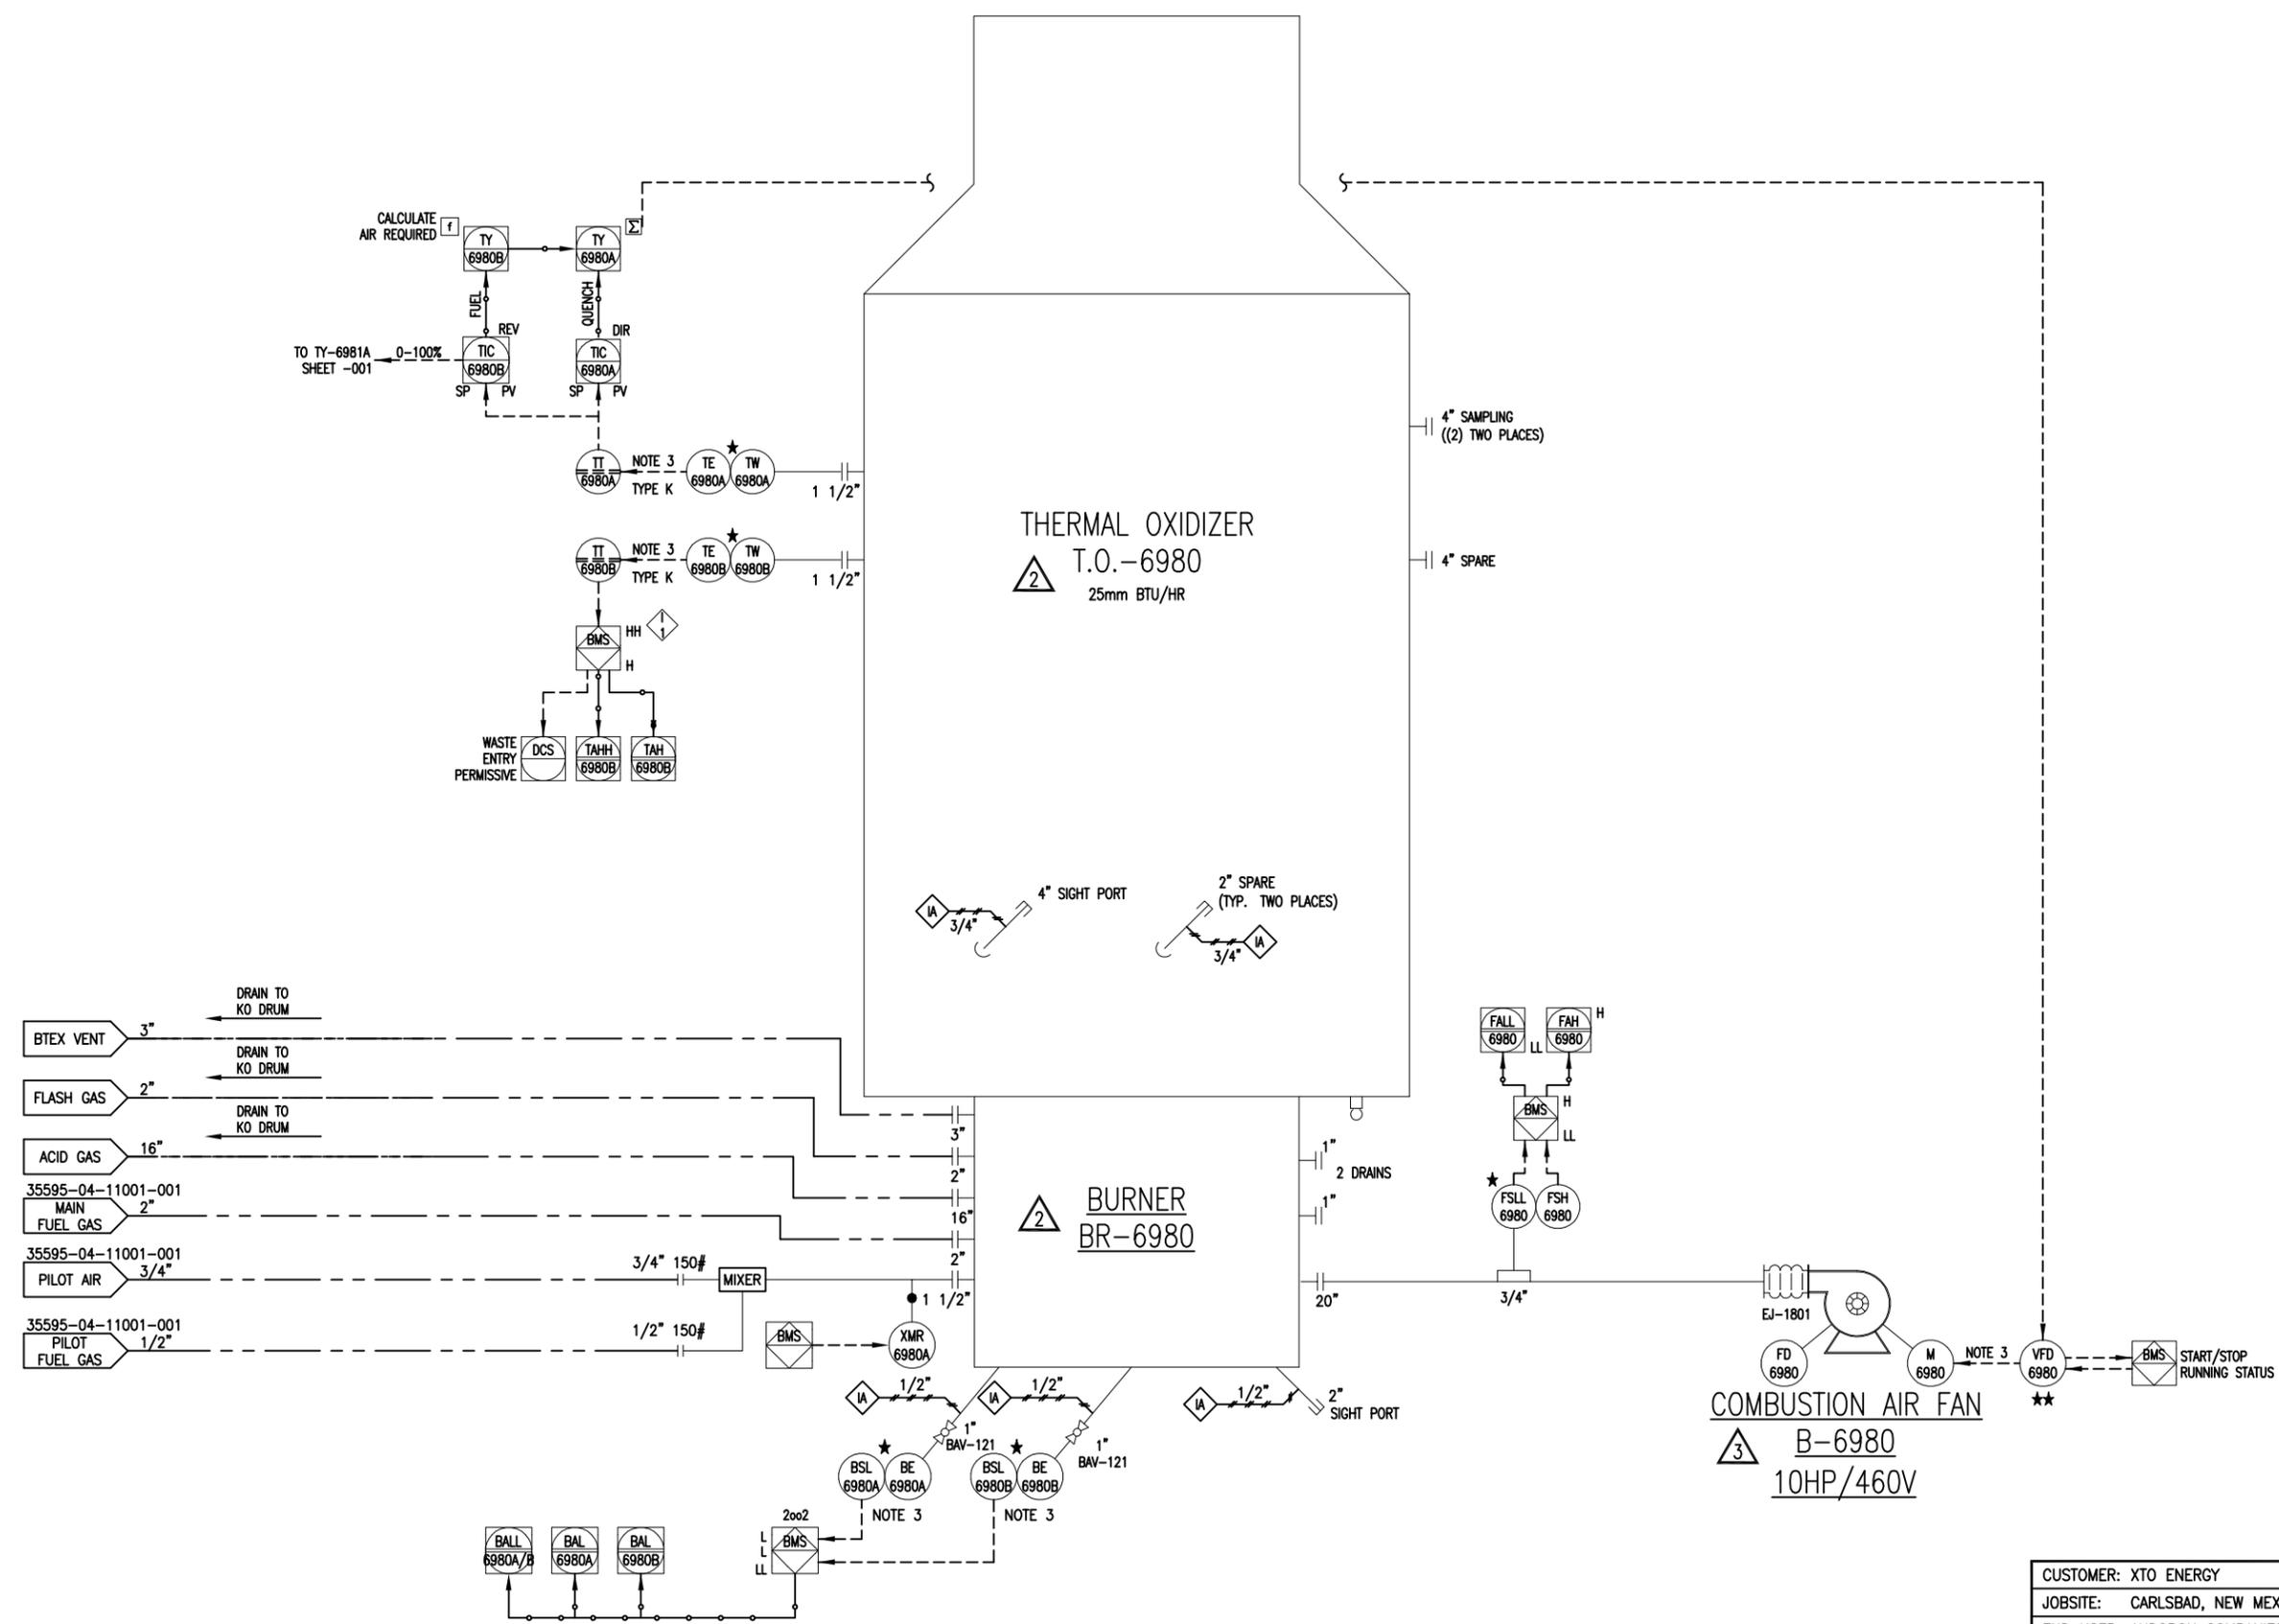 CALCULATE
AIR REQUIRED
f
TY
6980B
TY
6980A
Σ
FUEL
QUENCH
REV
DIR
TO TY-6981A
SHEET -001
0-100%
TIC
6980B
TIC
6980A
SP PV
SP PV
TT
6980A
NOTE 3
TYPE K
TE
6980A
★
TW
6980A
1 1/2"
TT
6980B
NOTE 3
TYPE K
TE
6980B
★
TW
6980B
1 1/2"
BMS
HH
H
I
1
WASTE
ENTRY
PERMISSIVE
DCS
TAHH
6980B
TAH
6980B
4" SAMPLING
((2) TWO PLACES)
4" SPARE
THERMAL OXIDIZER
T.O.-6980
2
25mm BTU/HR
IA
3/4"
4" SIGHT PORT
2" SPARE
(TYP. TWO PLACES)
3/4"
IA
DRAIN TO
KO DRUM
BTEX VENT
3"
DRAIN TO
KO DRUM
FLASH GAS
2"
DRAIN TO
KO DRUM
ACID GAS
16"
35595-04-11001-001
MAIN
FUEL GAS
2"
35595-04-11001-001
PILOT AIR
3/4"
35595-04-11001-001
PILOT
FUEL GAS
1/2"
3/4" 150#
MIXER
1/2" 150#
3"
2"
16"
2"
1 1/2"
BMS
XMR
6980A
BURNER
BR-6980
2
1"
2 DRAINS
1"
20"
3/4"
FALL
6980
LL
FAH
6980
H
BMS
H
LL
★
FSLL
6980
FSH
6980
EJ-1801
FD
6980
M
6980
NOTE 3
VFD
6980
★★
BMS
START/STOP
RUNNING STATUS
COMBUSTION AIR FAN
3
B-6980
10HP/460V
IA
1/2"
IA
1/2"
IA
1/2"
2"
SIGHT PORT
1"
BAV-121
1"
BAV-121
BSL
6980A
★
BE
6980A
NOTE 3
BSL
6980B
★
BE
6980B
NOTE 3
2oo2
L
L
LL
BMS
BALL
6980A/B
BAL
6980A
BAL
6980B
CUSTOMER: XTO ENERGY
JOBSITE: CARLSBAD, NEW MEX